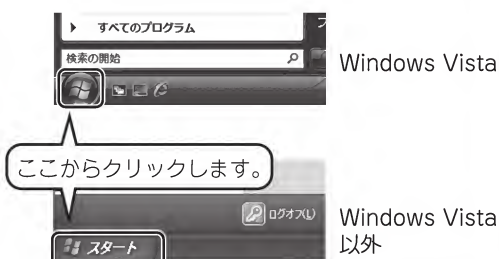 すべてのプログラム
検索の開始
Windows Vista
ここからクリックします。
ログオフ(L)
Windows Vista
以外
スタート